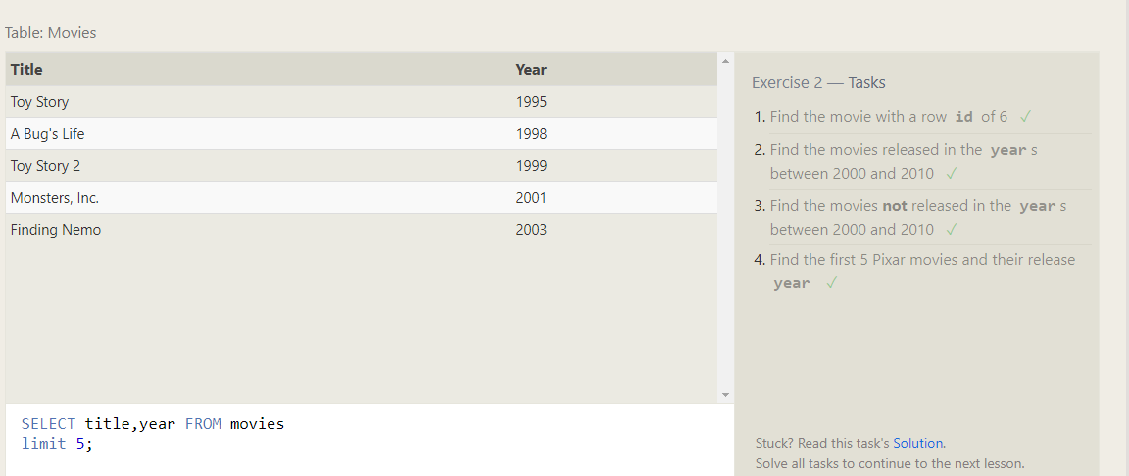 Table: Movies
Title Year
Toy Story 1995
A Bug's Life 1998
Toy Story 2 1999
Monsters, Inc. 2001
Finding Nemo 2003
SELECT title,year FROM movies
limit 5;
Exercise 2 — Tasks
1. Find the movie with a row id of 6 ✓
2. Find the movies released in the year s
between 2000 and 2010 ✓
3. Find the movies not released in the year s
between 2000 and 2010 ✓
4. Find the first 5 Pixar movies and their release
year ✓
Stuck? Read this task's Solution.
Solve all tasks to continue to the next lesson.